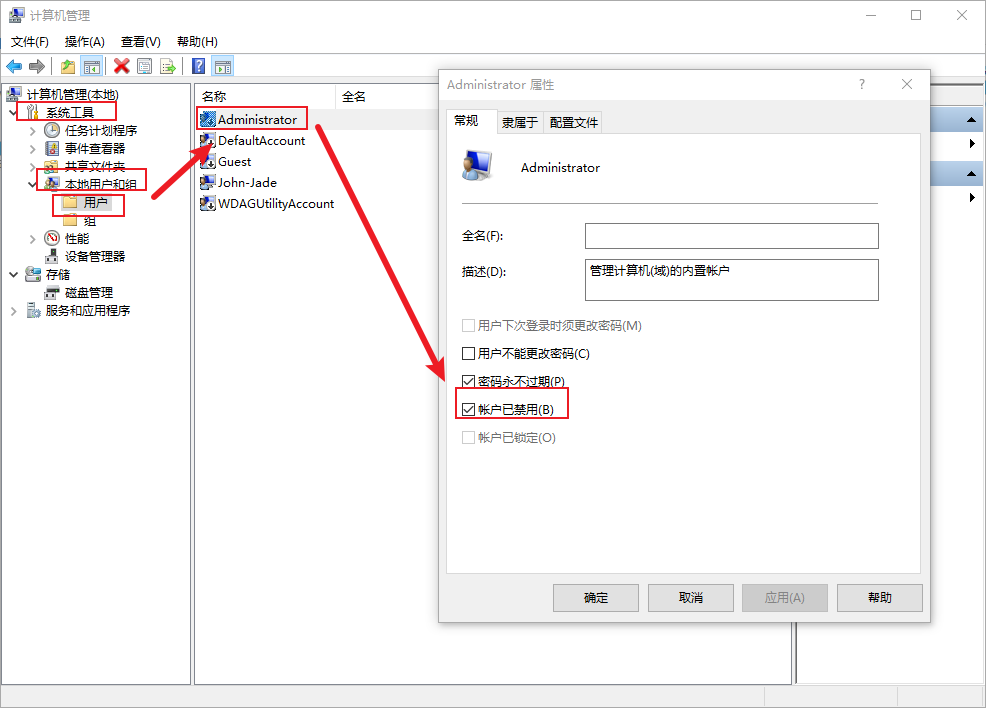 计算机管理
文件(F) 操作(A) 查看(V) 帮助(H)
计算机管理(本地)
系统工具
任务计划程序
事件查看器
共享文件夹
本地用户和组
用户
组
性能
设备管理器
存储
磁盘管理
服务和应用程序
名称 全名
Administrator
DefaultAccount
Guest
John-Jade
WDAGUtilityAccount
Administrator 属性
常规 隶属于 配置文件
Administrator
全名(F):
描述(D): 管理计算机(域)的内置帐户
用户下次登录时须更改密码(M)
用户不能更改密码(C)
密码永不过期(P)
帐户已禁用(B)
帐户已锁定(O)
确定 取消 应用(A) 帮助